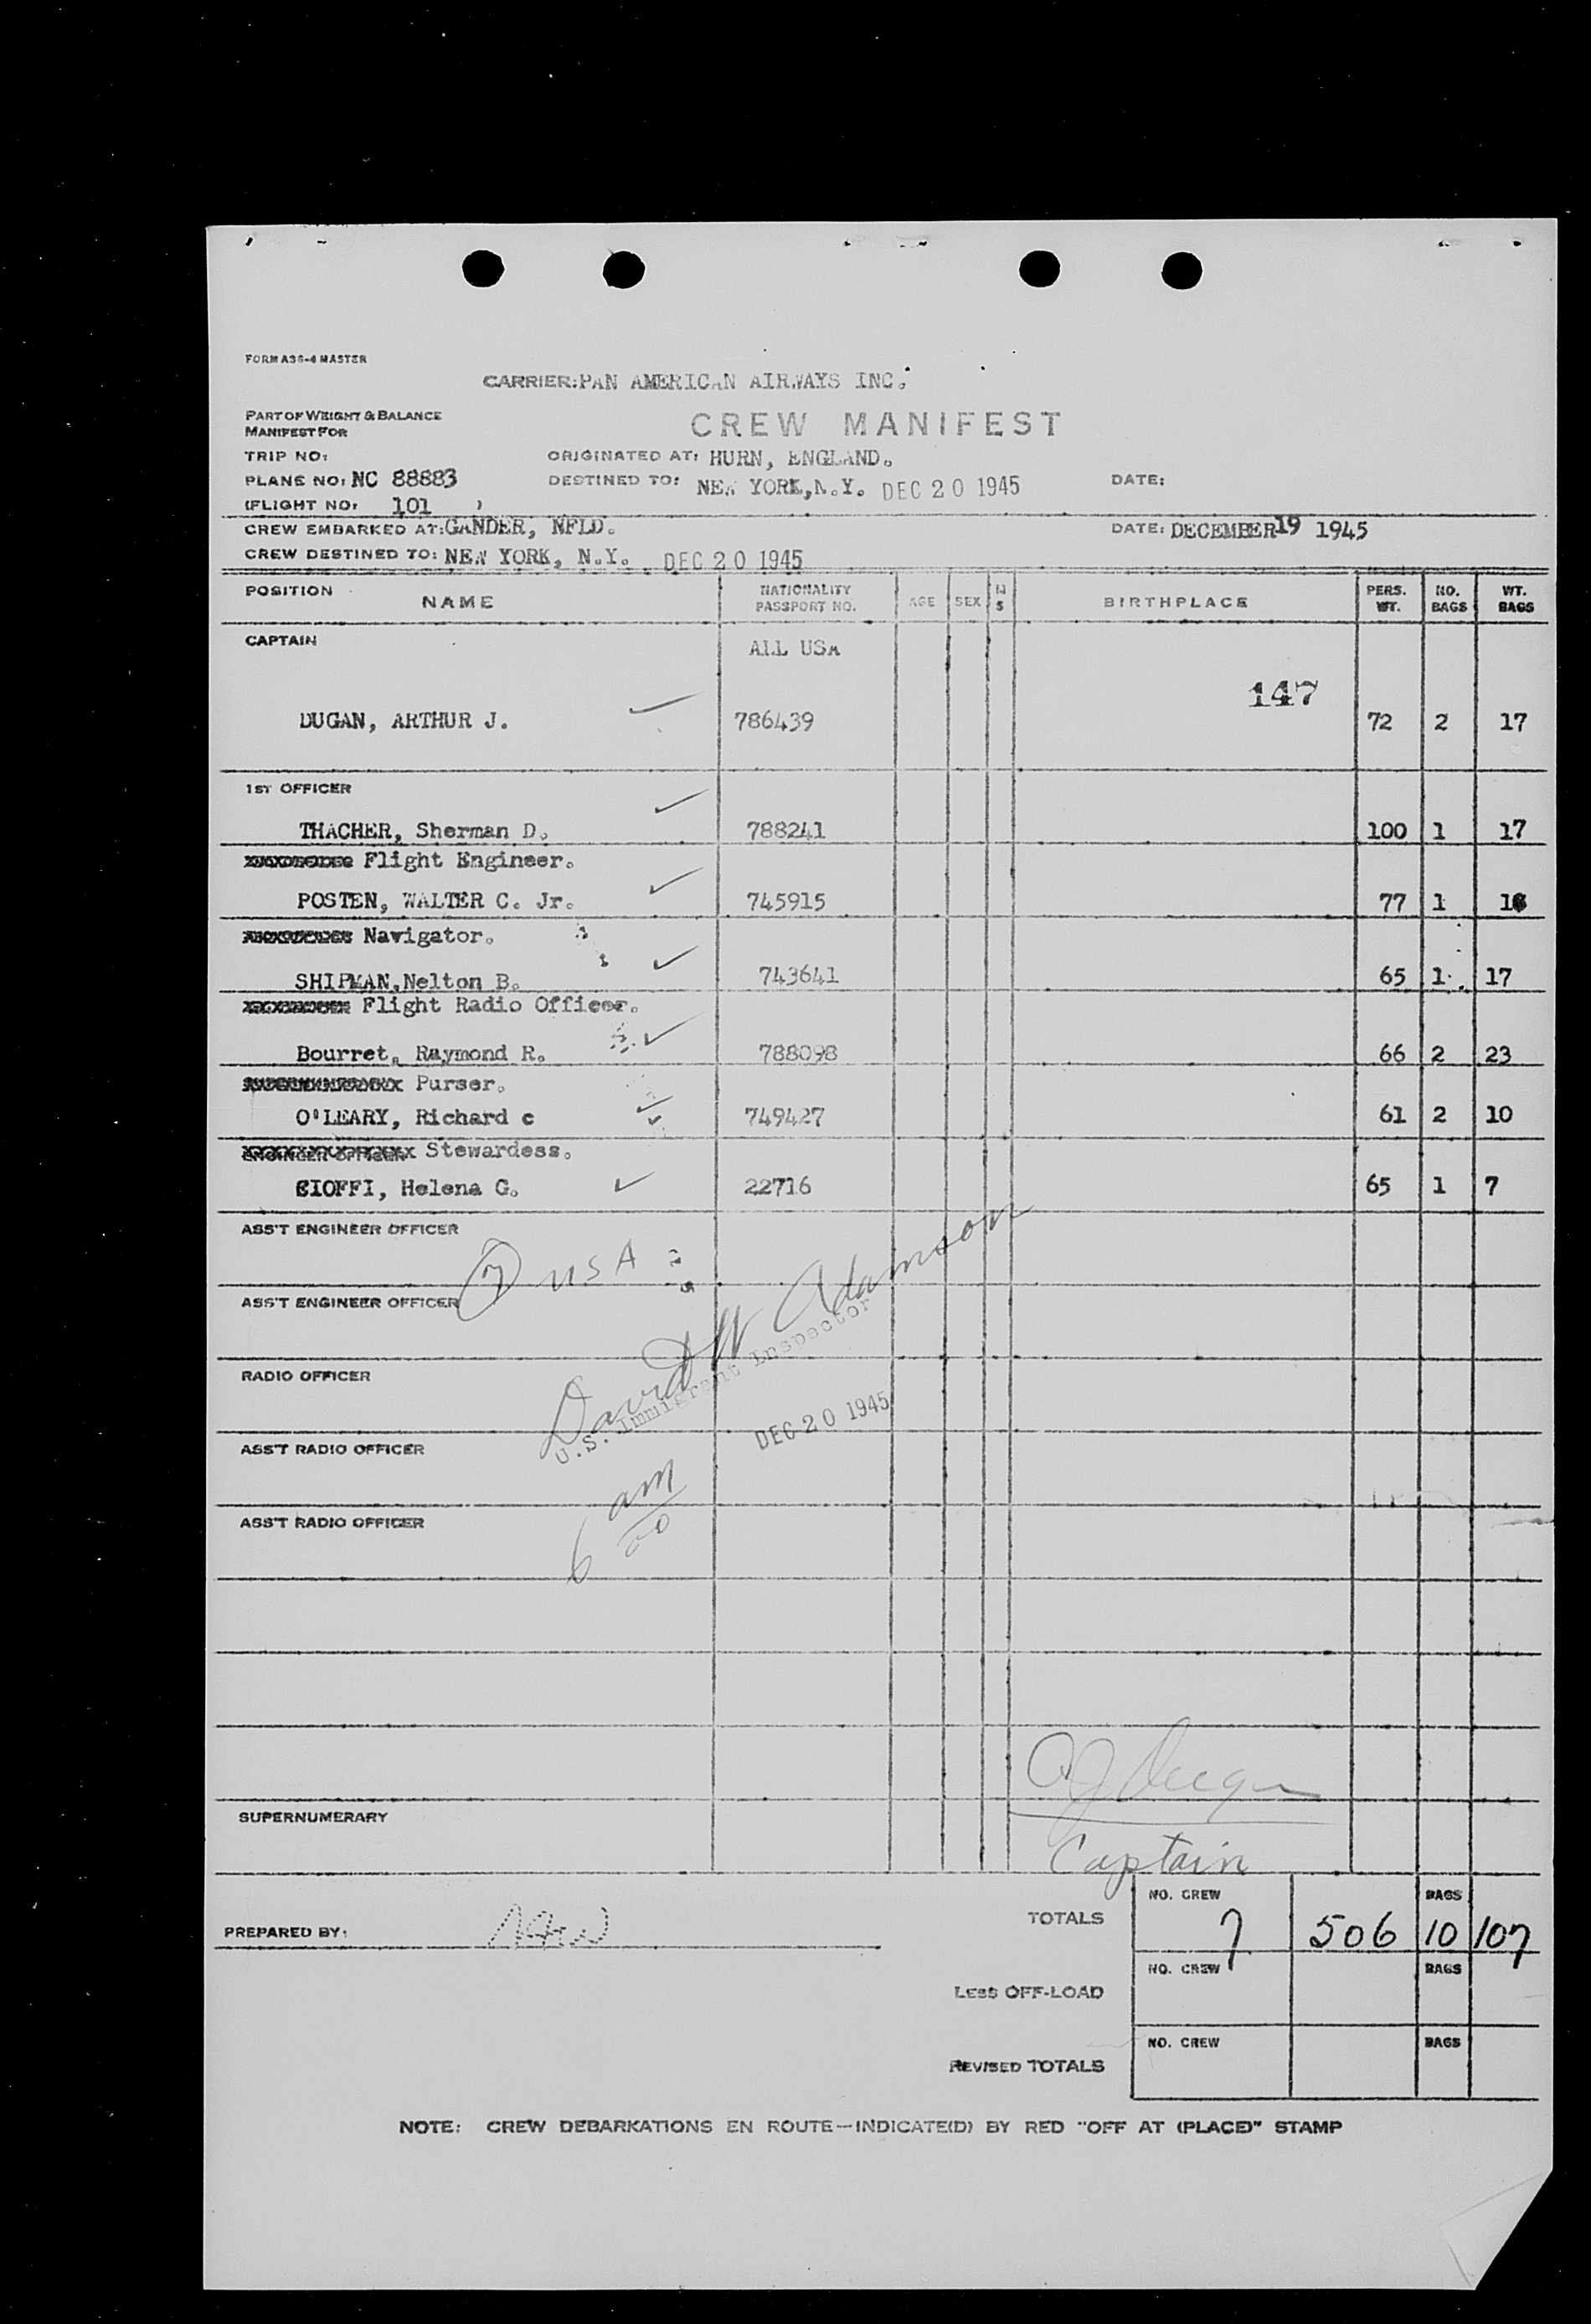 FORM A36-4 MASTER
CARRIER: PAN AMERICAN AIRWAYS INC.
PART OF WEIGHT & BALANCE
MANIFEST FOR
CREW MANIFEST
TRIP NO:
ORIGINATED AT: HURN, ENGLAND.
PLANE NO: NC 88883
DESTINED TO: NEW YORK, N.Y. DEC 20 1945
DATE:
(FLIGHT NO: 101 )
CREW EMBARKED AT: GANDER, NFLD.
DATE: DECEMBER 19 1945
CREW DESTINED TO: NEW YORK, N.Y. DEC 20 1945
POSITION NAME NATIONALITY PASSPORT NO. AGE SEX BIRTHPLACE PERS. WT. NO. BAGS WT. BAGS
CAPTAIN
ALL USA
147
DUGAN, ARTHUR J. 786439 72 2 17
1ST OFFICER
THACHER, Sherman D. 788241 100 1 17
Flight Engineer.
POSTEN, WALTER C. Jr. 745915 77 1 16
Navigator.
SHIPMAN, Nelton B. 743641 65 1 17
Flight Radio Officer.
Bourret, Raymond R. 788098 66 2 23
Purser.
O'LEARY, Richard c 749427 61 2 10
Stewardess.
CIOFFI, Helena G. 22716 65 1 7
ASS'T ENGINEER OFFICER
7 USA
ASS'T ENGINEER OFFICER
David W Adamson
U.S. Immigrant Inspector
RADIO OFFICER
DEC 20 1945
ASS'T RADIO OFFICER
6 am
ASS'T RADIO OFFICER
A J Dugan
SUPERNUMERARY
Captain
PREPARED BY:
TOTALS NO. CREW 7 506 BAGS 10 107
LESS OFF-LOAD NO. CREW BAGS
REVISED TOTALS NO. CREW BAGS
NOTE: CREW DEBARKATIONS EN ROUTE—INDICATE(D) BY RED "OFF AT (PLACE)" STAMP